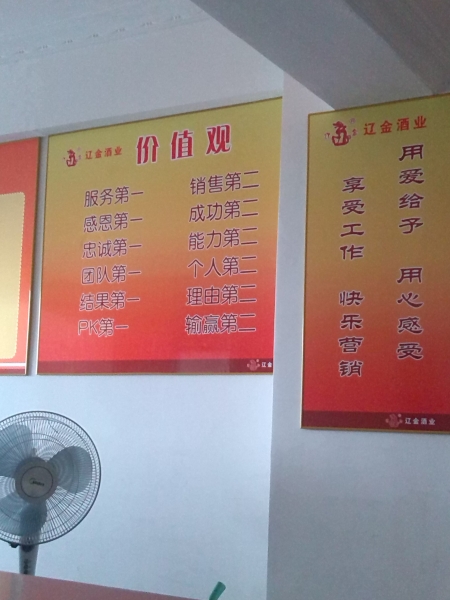 辽金酒业 价值观
服务第一 销售第二
感恩第一 成功第二
忠诚第一 能力第二
团队第一 个人第二
结果第一 理由第二
PK第一 输赢第二
辽金
辽金酒业
用爱给予 用心感受
享受工作 快乐营销
辽金酒业
Midea